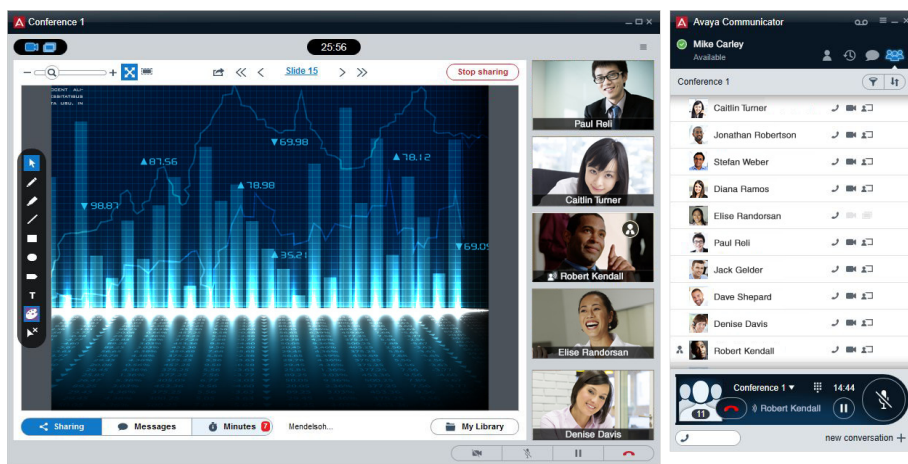 Conference 1
25:56
Slide 15
Stop sharing
69.98
87.56
78.12
78.98
98.87
69.09
35.21
Paul Reli
Caitlin Turner
Robert Kendall
Elise Randorsan
Denise Davis
T
Sharing
Messages
Minutes 7
Mendelsoh...
My Library
Avaya Communicator
Mike Carley
Available
Conference 1
Caitlin Turner
Jonathan Robertson
Stefan Weber
Diana Ramos
Elise Randorsan
Paul Reli
Jack Gelder
Dave Shepard
Denise Davis
Robert Kendall
Conference 1
14:44
11
Robert Kendall
new conversation